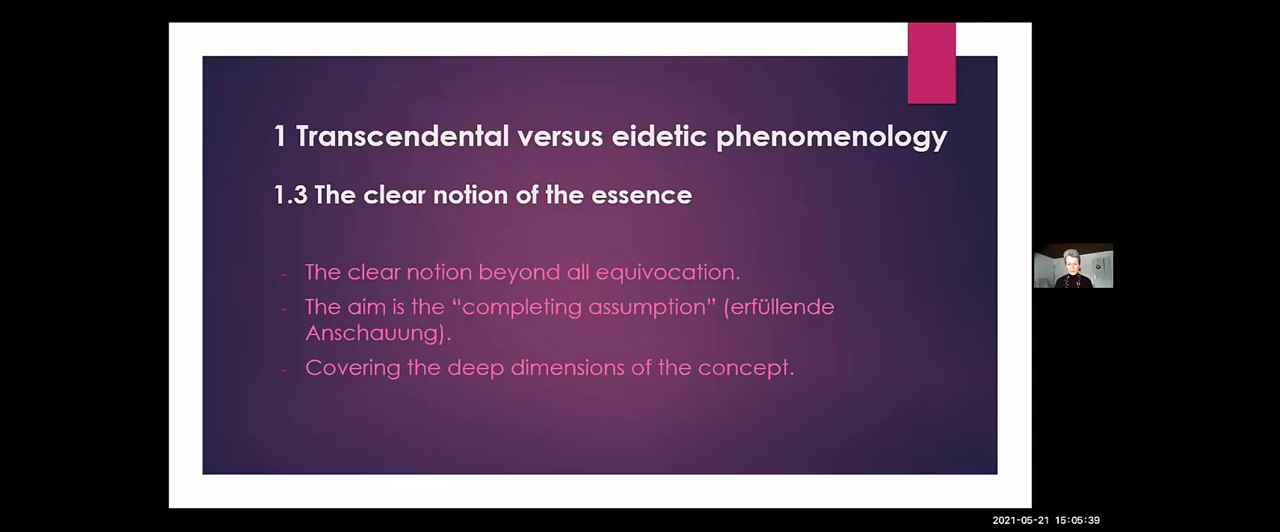 1 Transcendental versus eidetic phenomenology
1.3 The clear notion of the essence
- The clear notion beyond all equivocation.
- The aim is the “completing assumption” (erfüllende
Anschauung).
- Covering the deep dimensions of the concept.
2021-05-21 15:05:39